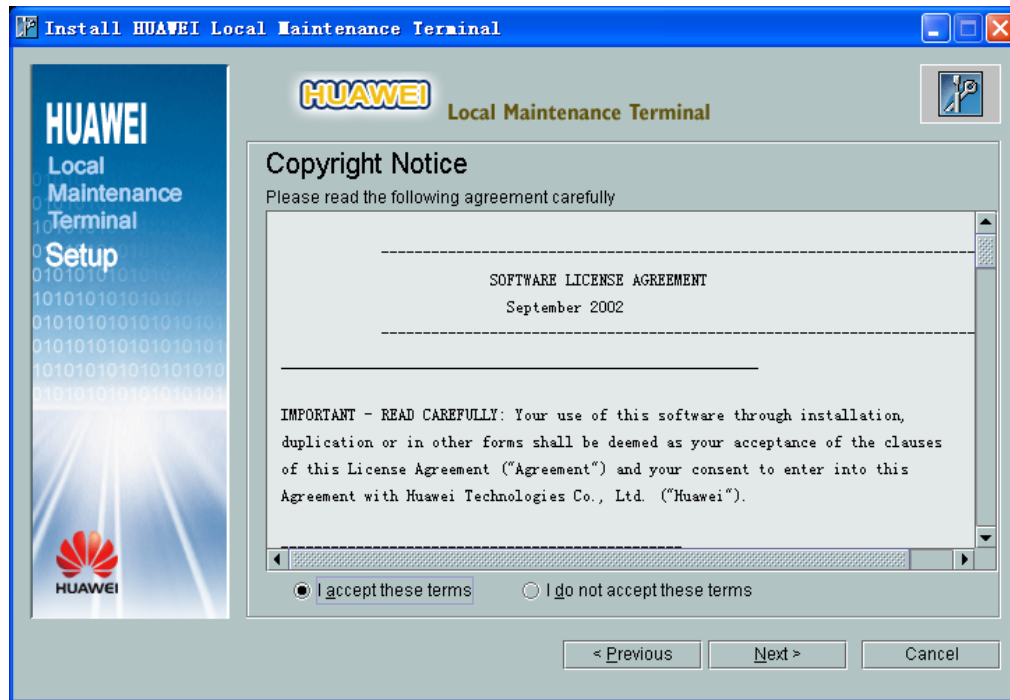 Install HUAWEI Local Maintenance Terminal
HUAWEI
Local
Maintenance
Terminal
Setup
HUAWEI
HUAWEI
Local Maintenance Terminal
Copyright Notice
Please read the following agreement carefully
SOFTWARE LICENSE AGREEMENT
September 2002
IMPORTANT - READ CAREFULLY: Your use of this software through installation,
duplication or in other forms shall be deemed as your acceptance of the clauses
of this License Agreement ("Agreement") and your consent to enter into this
Agreement with Huawei Technologies Co., Ltd. ("Huawei").
I accept these terms
I do not accept these terms
< Previous
Next >
Cancel